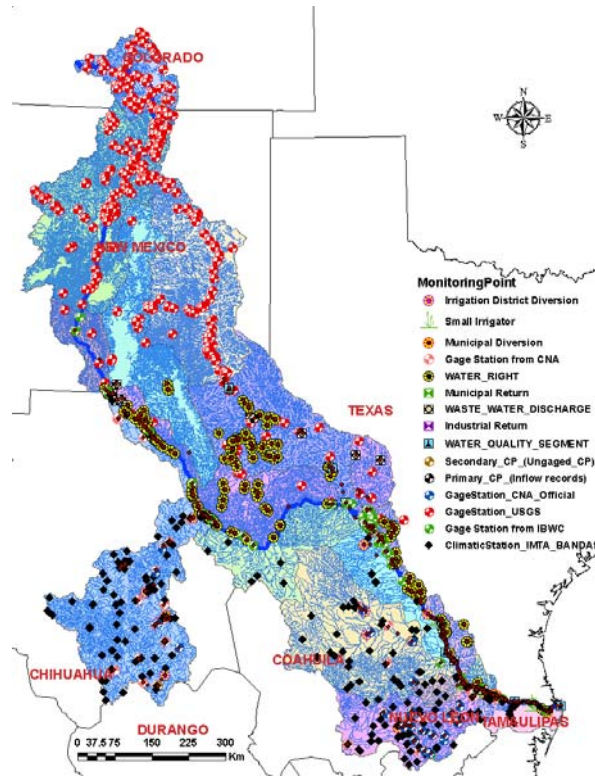 COLORADO
N
W E
S
NEW MEXICO
MonitoringPoint
Irrigation District Diversion
Small Irrigator
Municipal Diversion
Gage Station from CNA
WATER_RIGHT
Municipal Return
WASTE_WATER_DISCHARGE
Industrial Return
WATER_QUALITY_SEGMENT
Secondary_CP_(Ungaged_CP)
Primary_CP_(Inflow records)
GageStation_CNA_Official
GageStation_USGS
Gage Station from IBWC
ClimaticStation_IMTA_BANDAS
TEXAS
CHIHUAHUA
COAHUILA
NUEVO LEON
TAMAULIPAS
DURANGO
0 37.5 75 150 225 300
Km